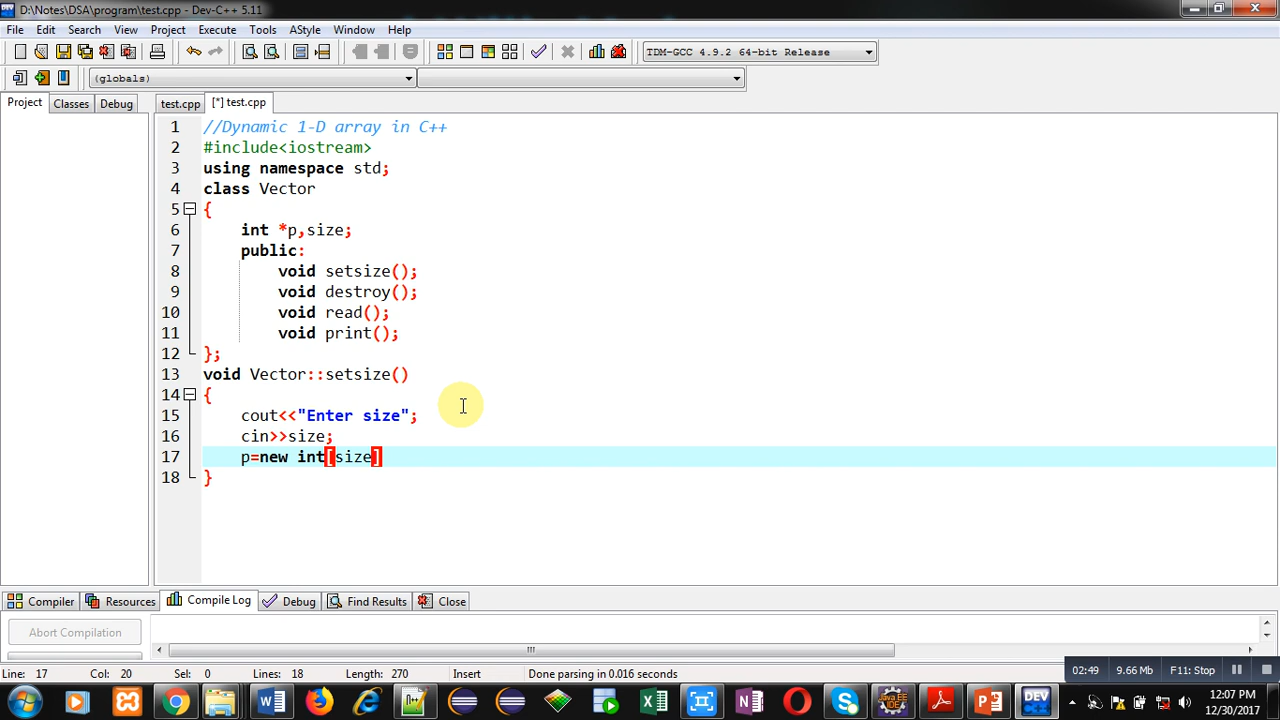 D:\Notes\DSA\program\test.cpp - Dev-C++ 5.11
File Edit Search View Project Execute Tools AStyle Window Help
TDM-GCC 4.9.2 64-bit Release
(globals)
Project Classes Debug test.cpp [*] test.cpp
1 //Dynamic 1-D array in C++
2 #include<iostream>
3 using namespace std;
4 class Vector
5 {
6 int *p,size;
7 public:
8 void setsize();
9 void destroy();
10 void read();
11 void print();
12 };
13 void Vector::setsize()
14 {
15 cout<<"Enter size";
16 cin>>size;
17 p=new int[size]
18 }
Compiler Resources Compile Log Debug Find Results Close
Abort Compilation
Line: 17 Col: 20 Sel: 0 Lines: 18 Length: 270 Insert Done parsing in 0.016 seconds
02:49 9.66 Mb F11: Stop
12:07 PM
12/30/2017